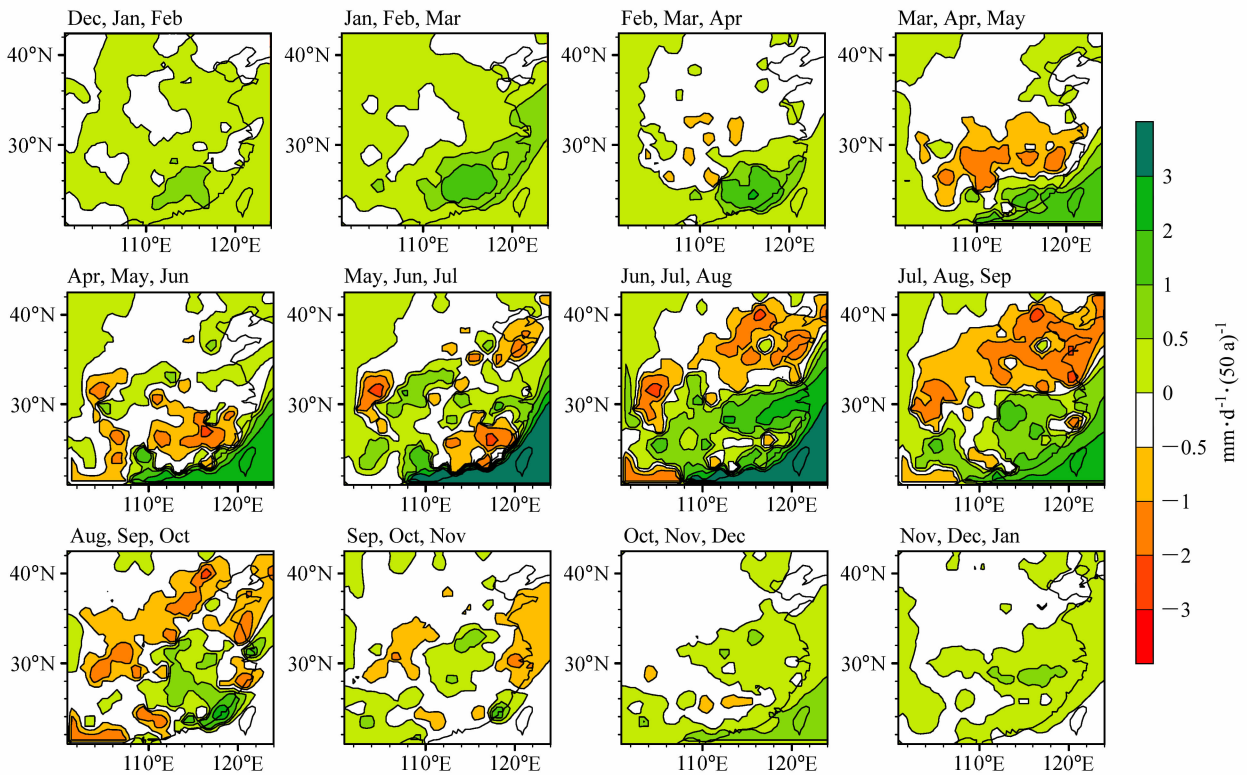 Dec, Jan, Feb
Jan, Feb, Mar
Feb, Mar, Apr
Mar, Apr, May
40°N
30°N
110°E 120°E
110°E 120°E
110°E 120°E
110°E 120°E
Apr, May, Jun
May, Jun, Jul
Jun, Jul, Aug
Jul, Aug, Sep
40°N
30°N
110°E 120°E
110°E 120°E
110°E 120°E
110°E 120°E
Aug, Sep, Oct
Sep, Oct, Nov
Oct, Nov, Dec
Nov, Dec, Jan
40°N
30°N
110°E 120°E
110°E 120°E
110°E 120°E
110°E 120°E
40°N
30°N
40°N
30°N
40°N
30°N
40°N
30°N
40°N
30°N
40°N
30°N
40°N
30°N
40°N
30°N
40°N
30°N
3
2
1
0.5
0
−0.5
−1
−2
−3
mm·d⁻¹·(50 a)⁻¹